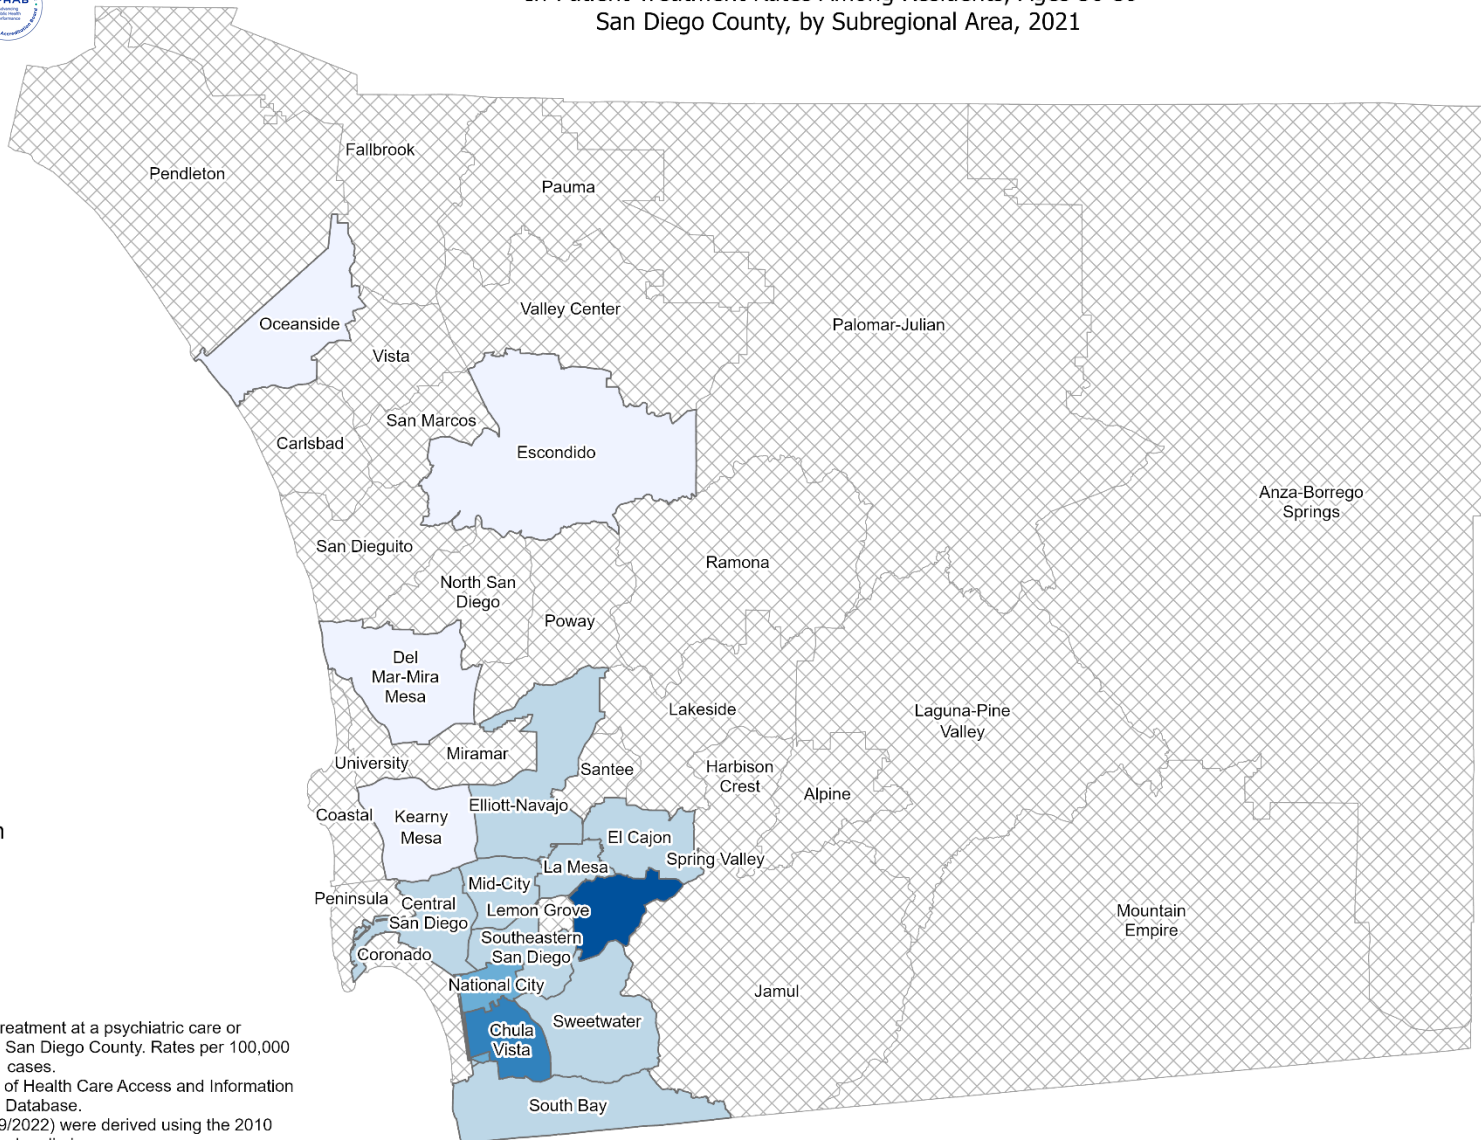 San Diego County, by Subregional Area, 2021
Fallbrook
Pendleton
Pauma
Valley Center
Oceanside
Palomar-Julian
Vista
San Marcos
Carlsbad
Escondido
Anza-Borrego
Springs
San Dieguito
Ramona
North San
Diego
Poway
Del
Mar-Mira
Mesa
Lakeside
Laguna-Pine
Valley
Miramar
University
Santee
Harbison
Crest
Alpine
Elliott-Navajo
Coastal
Kearny
Mesa
El Cajon
Spring Valley
La Mesa
Mid-City
Peninsula
Central
San Diego
Lemon Grove
Mountain
Empire
Southeastern
San Diego
Coronado
National City
Jamul
Sweetwater
Chula
Vista
South Bay
reatment at a psychiatric care or
San Diego County. Rates per 100,000
cases.
of Health Care Access and Information
Database.
9/2022) were derived using the 2010